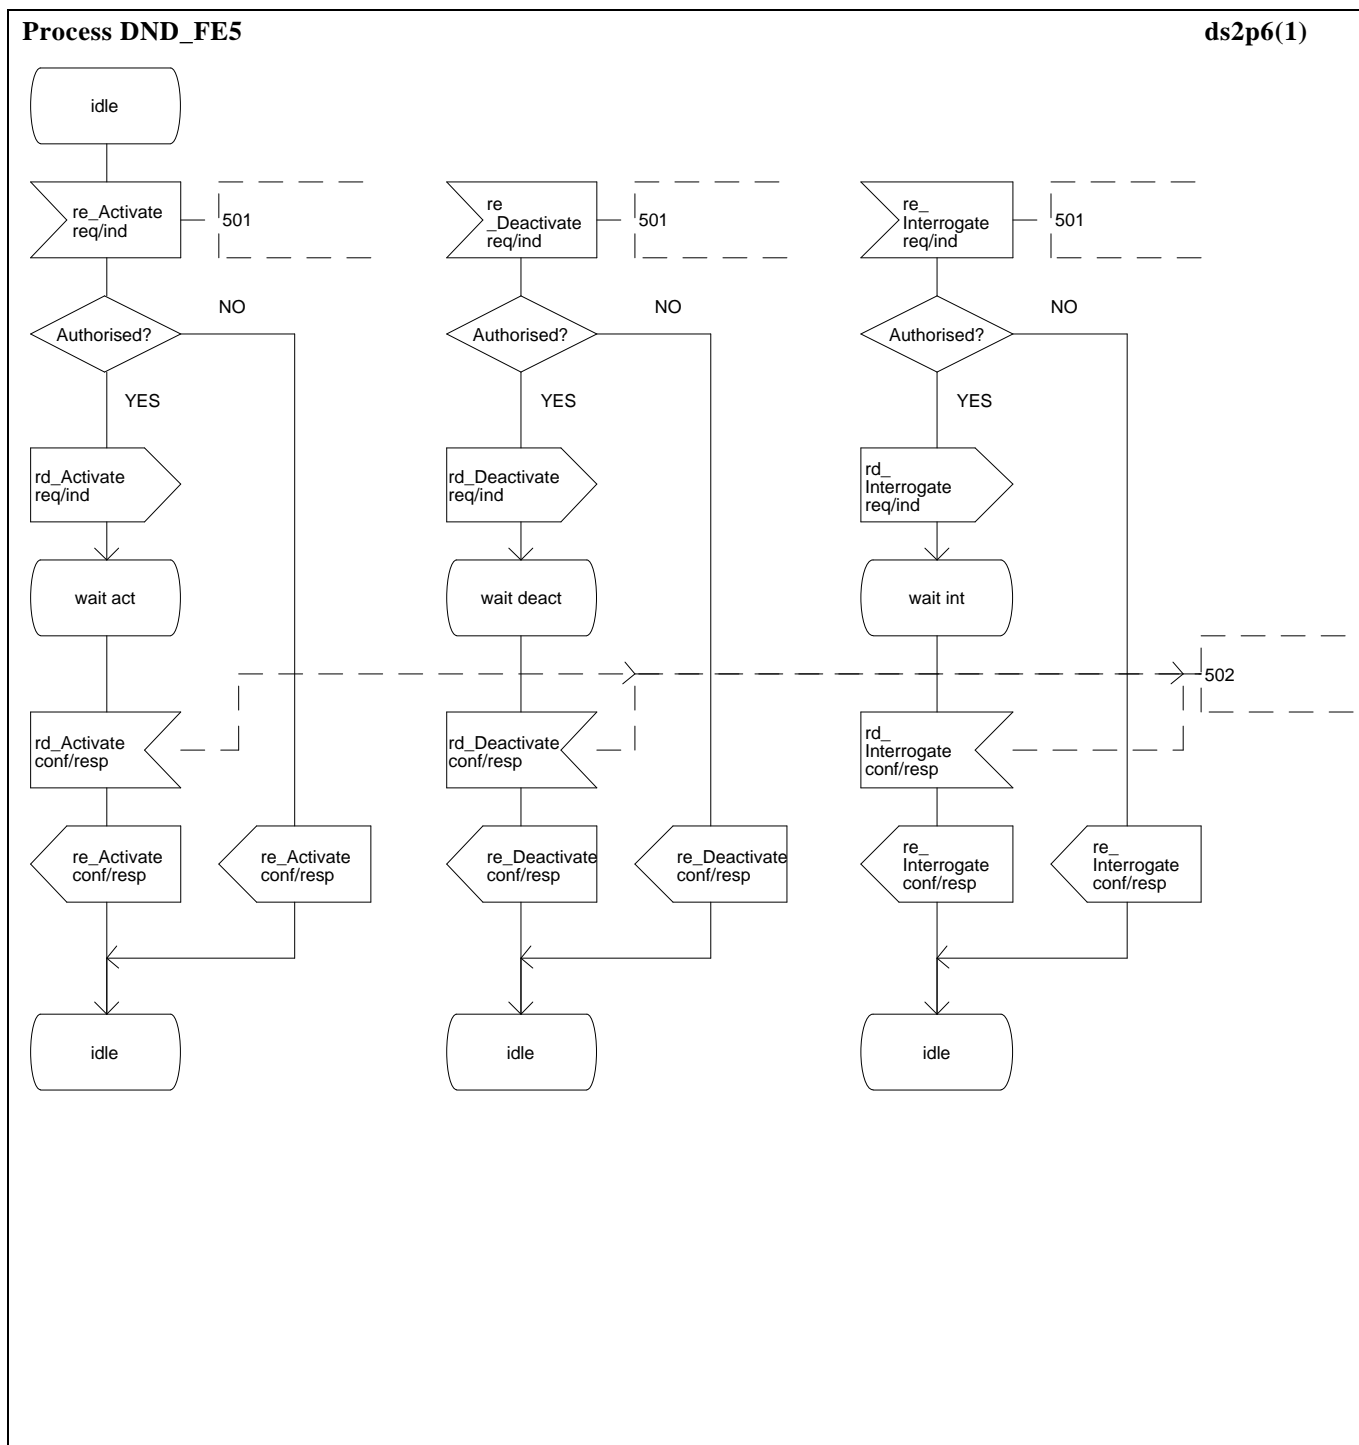 Process DND_FE5
ds2p6(1)
idle
re_Activate
req/ind
501
re
_Deactivate
req/ind
501
re_
Interrogate
req/ind
501
NO
NO
NO
Authorised?
Authorised?
Authorised?
YES
YES
YES
rd_Activate
req/ind
rd_Deactivate
req/ind
rd_
Interrogate
req/ind
wait act
wait deact
wait int
502
rd_Activate
conf/resp
rd_Deactivate
conf/resp
rd_
Interrogate
conf/resp
re_Activate
conf/resp
re_Activate
conf/resp
re_Deactivate
conf/resp
re_Deactivate
conf/resp
re_
Interrogate
conf/resp
re_
Interrogate
conf/resp
idle
idle
idle